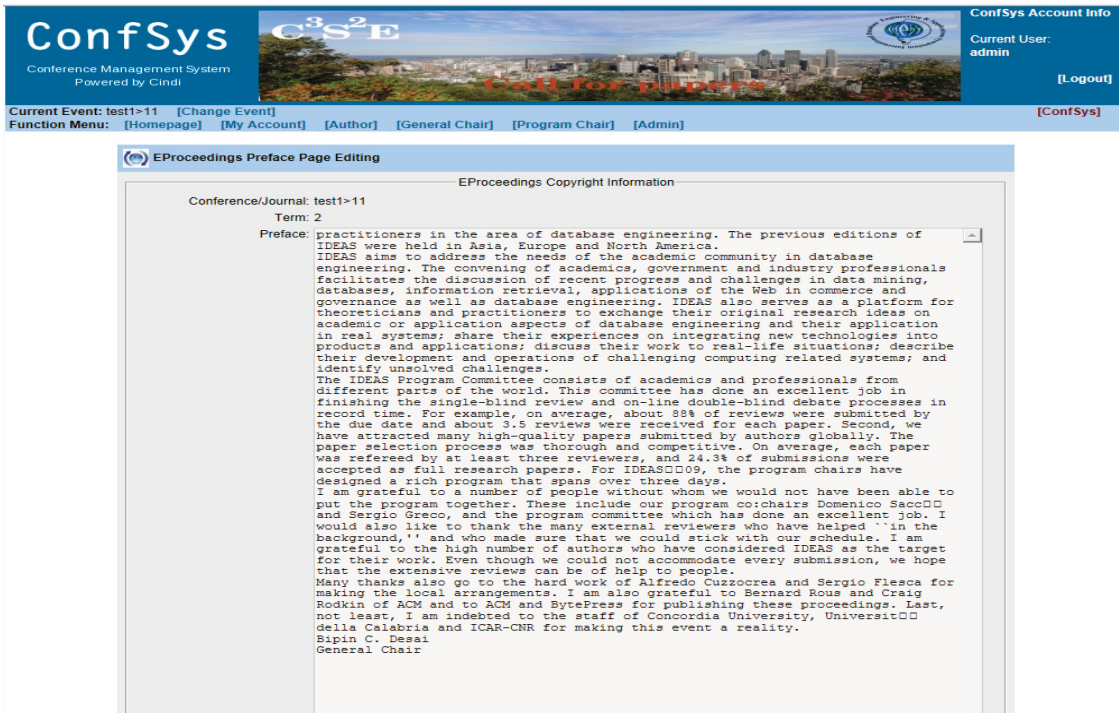 ConfSys
Conference Management System
Powered by Cindi
C3S2E
Call for papers
ConfSys Account Info
Current User:
admin
[Logout]
Current Event: test1>11 [Change Event] [ConfSys]
Function Menu: [Homepage] [My Account] [Author] [General Chair] [Program Chair] [Admin]
EProceedings Preface Page Editing
EProceedings Copyright Information
Conference/Journal: test1>11
Term: 2
Preface: practitioners in the area of database engineering. The previous editions of
IDEAS were held in Asia, Europe and North America.
IDEAS aims to address the needs of the academic community in database
engineering. The convening of academics, government and industry professionals
facilitates the discussion of recent progress and challenges in data mining,
databases, information retrieval, applications of the Web in commerce and
governance as well as database engineering. IDEAS also serves as a platform for
theoreticians and practitioners to exchange their original research ideas on
academic or application aspects of database engineering and their application
in real systems; share their experiences on integrating new technologies into
products and applications; discuss their work to real-life situations; describe
their development and operations of challenging computing related systems; and
identify unsolved challenges.
The IDEAS Program Committee consists of academics and professionals from
different parts of the world. This committee has done an excellent job in
finishing the single-blind review and on-line double-blind debate processes in
record time. For example, on average, about 88% of reviews were submitted by
the due date and about 3.5 reviews were received for each paper. Second, we
have attracted many high-quality papers submitted by authors globally. The
paper selection process was thorough and competitive. On average, each paper
was refereed by at least three reviewers, and 24.3% of submissions were
accepted as full research papers. For IDEAS□□09, the program chairs have
designed a rich program that spans over three days.
I am grateful to a number of people without whom we would not have been able to
put the program together. These include our program co:chairs Domenico Sacc□□
and Sergio Greco, and the program committee which has done an excellent job. I
would also like to thank the many external reviewers who have helped ``in the
background,'' and who made sure that we could stick with our schedule. I am
grateful to the high number of authors who have considered IDEAS as the target
for their work. Even though we could not accommodate every submission, we hope
that the extensive reviews can be of help to people.
Many thanks also go to the hard work of Alfredo Cuzzocrea and Sergio Flesca for
making the local arrangements. I am also grateful to Bernard Rous and Craig
Rodkin of ACM and to ACM and BytePress for publishing these proceedings. Last,
not least, I am indebted to the staff of Concordia University, Universit□□
della Calabria and ICAR-CNR for making this event a reality.
Bipin C. Desai
General Chair